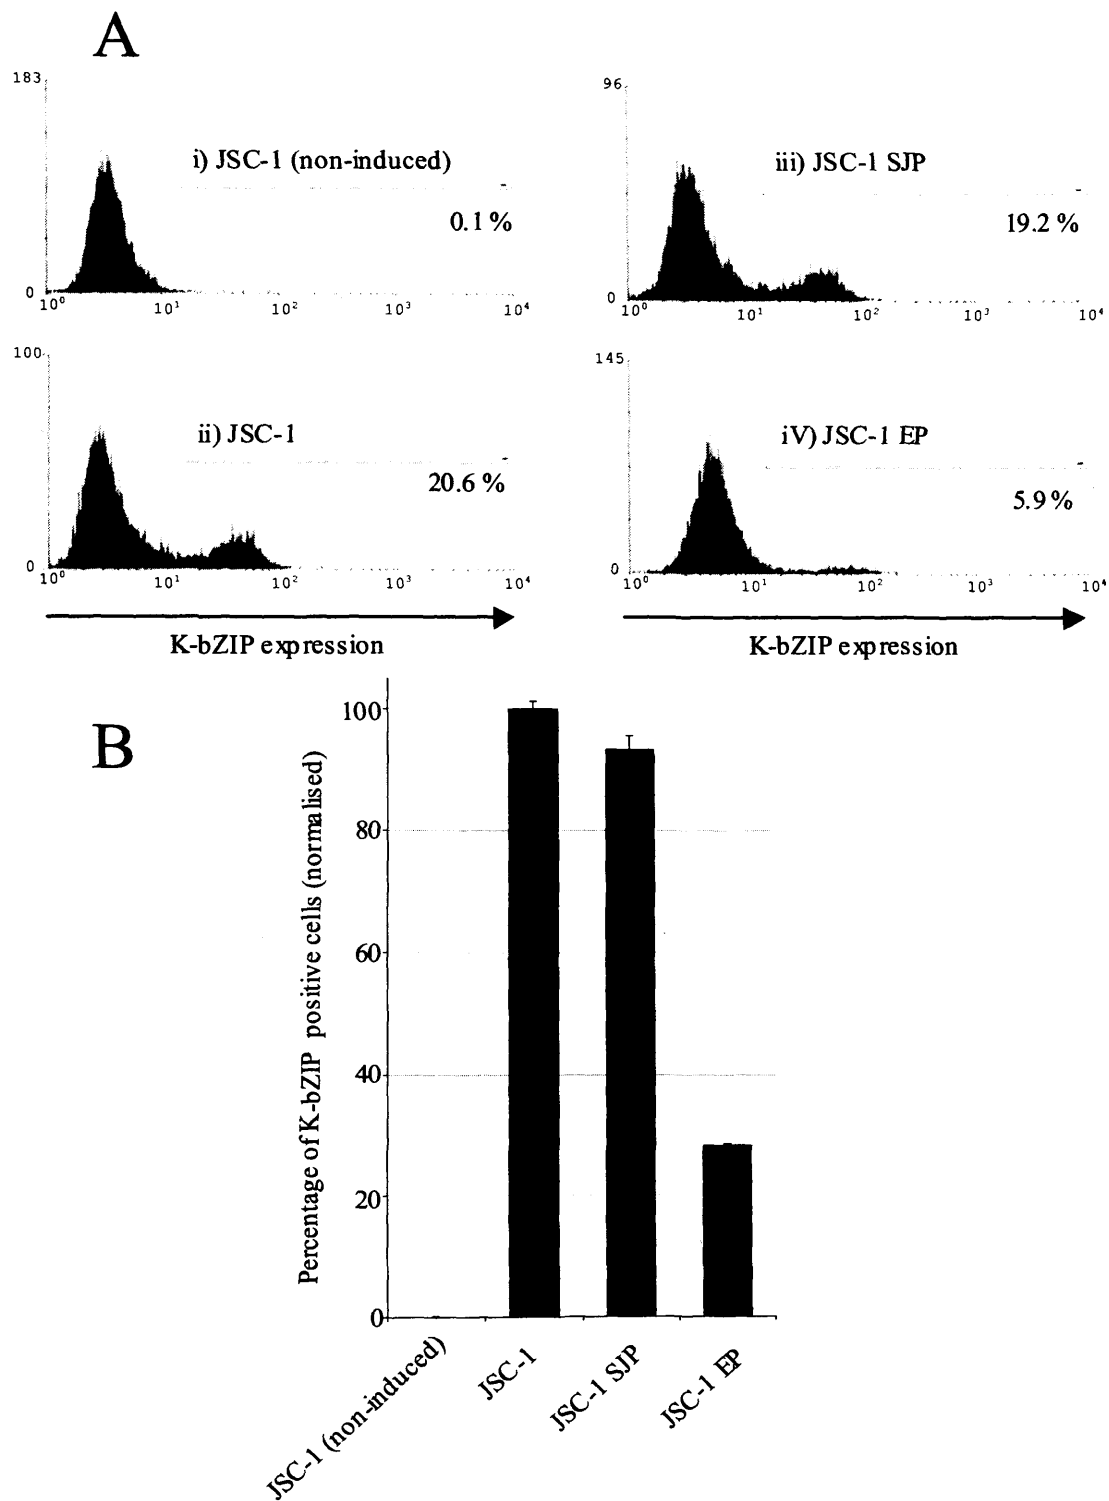 A
183
i) JSC-1 (non-induced)
0.1 %
0
10⁰ 10¹ 10² 10³ 10⁴
96
iii) JSC-1 SJP
19.2 %
0
10⁰ 10¹ 10² 10³ 10⁴
100
ii) JSC-1
20.6 %
0
10⁰ 10¹ 10² 10³ 10⁴
K-bZIP expression
145
iV) JSC-1 EP
5.9 %
0
10⁰ 10¹ 10² 10³ 10⁴
K-bZIP expression
B
Percentage of K-bZIP positive cells (normalised)
100
80
60
40
20
0
JSC-1 (non-induced)
JSC-1
JSC-1 SJP
JSC-1 EP